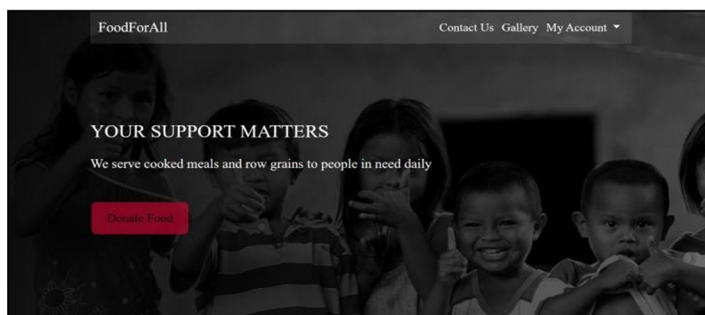 FoodForAll
Contact Us Gallery My Account
YOUR SUPPORT MATTERS
We serve cooked meals and row grains to people in need daily
Donate Food